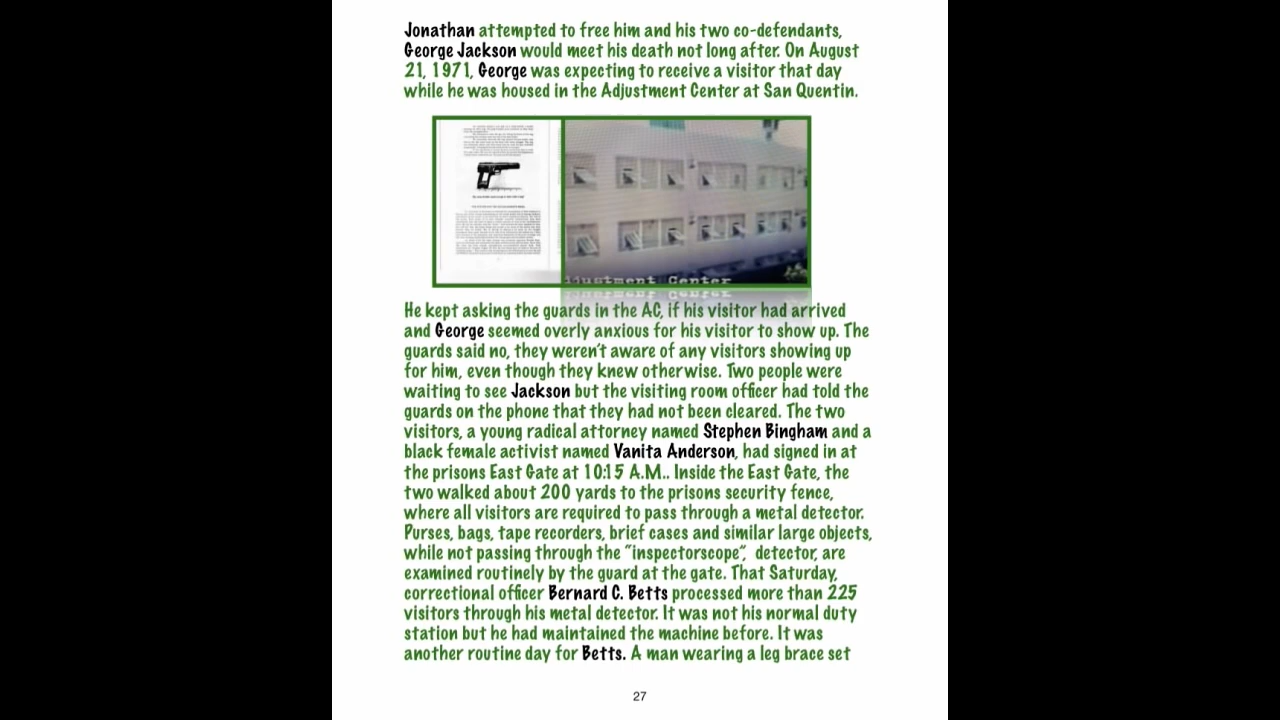 Jonathan attempted to free him and his two co-defendants,
George Jackson would meet his death not long after. On August
21, 1971, George was expecting to receive a visitor that day
while he was housed in the Adjustment Center at San Quentin.
Adjustment Center
He kept asking the guards in the AC, if his visitor had arrived
and George seemed overly anxious for his visitor to show up. The
guards said no, they weren't aware of any visitors showing up
for him, even though they knew otherwise. Two people were
waiting to see Jackson but the visiting room officer had told the
guards on the phone that they had not been cleared. The two
visitors, a young radical attorney named Stephen Bingham and a
black female activist named Vanita Anderson, had signed in at
the prisons East Gate at 10:15 A.M.. Inside the East Gate, the
two walked about 200 yards to the prisons security fence,
where all visitors are required to pass through a metal detector.
Purses, bags, tape recorders, brief cases and similar large objects,
while not passing through the "inspectorscope", detector, are
examined routinely by the guard at the gate. That Saturday,
correctional officer Bernard C. Betts processed more than 225
visitors through his metal detector. It was not his normal duty
station but he had maintained the machine before. It was
another routine day for Betts. A man wearing a leg brace set
27